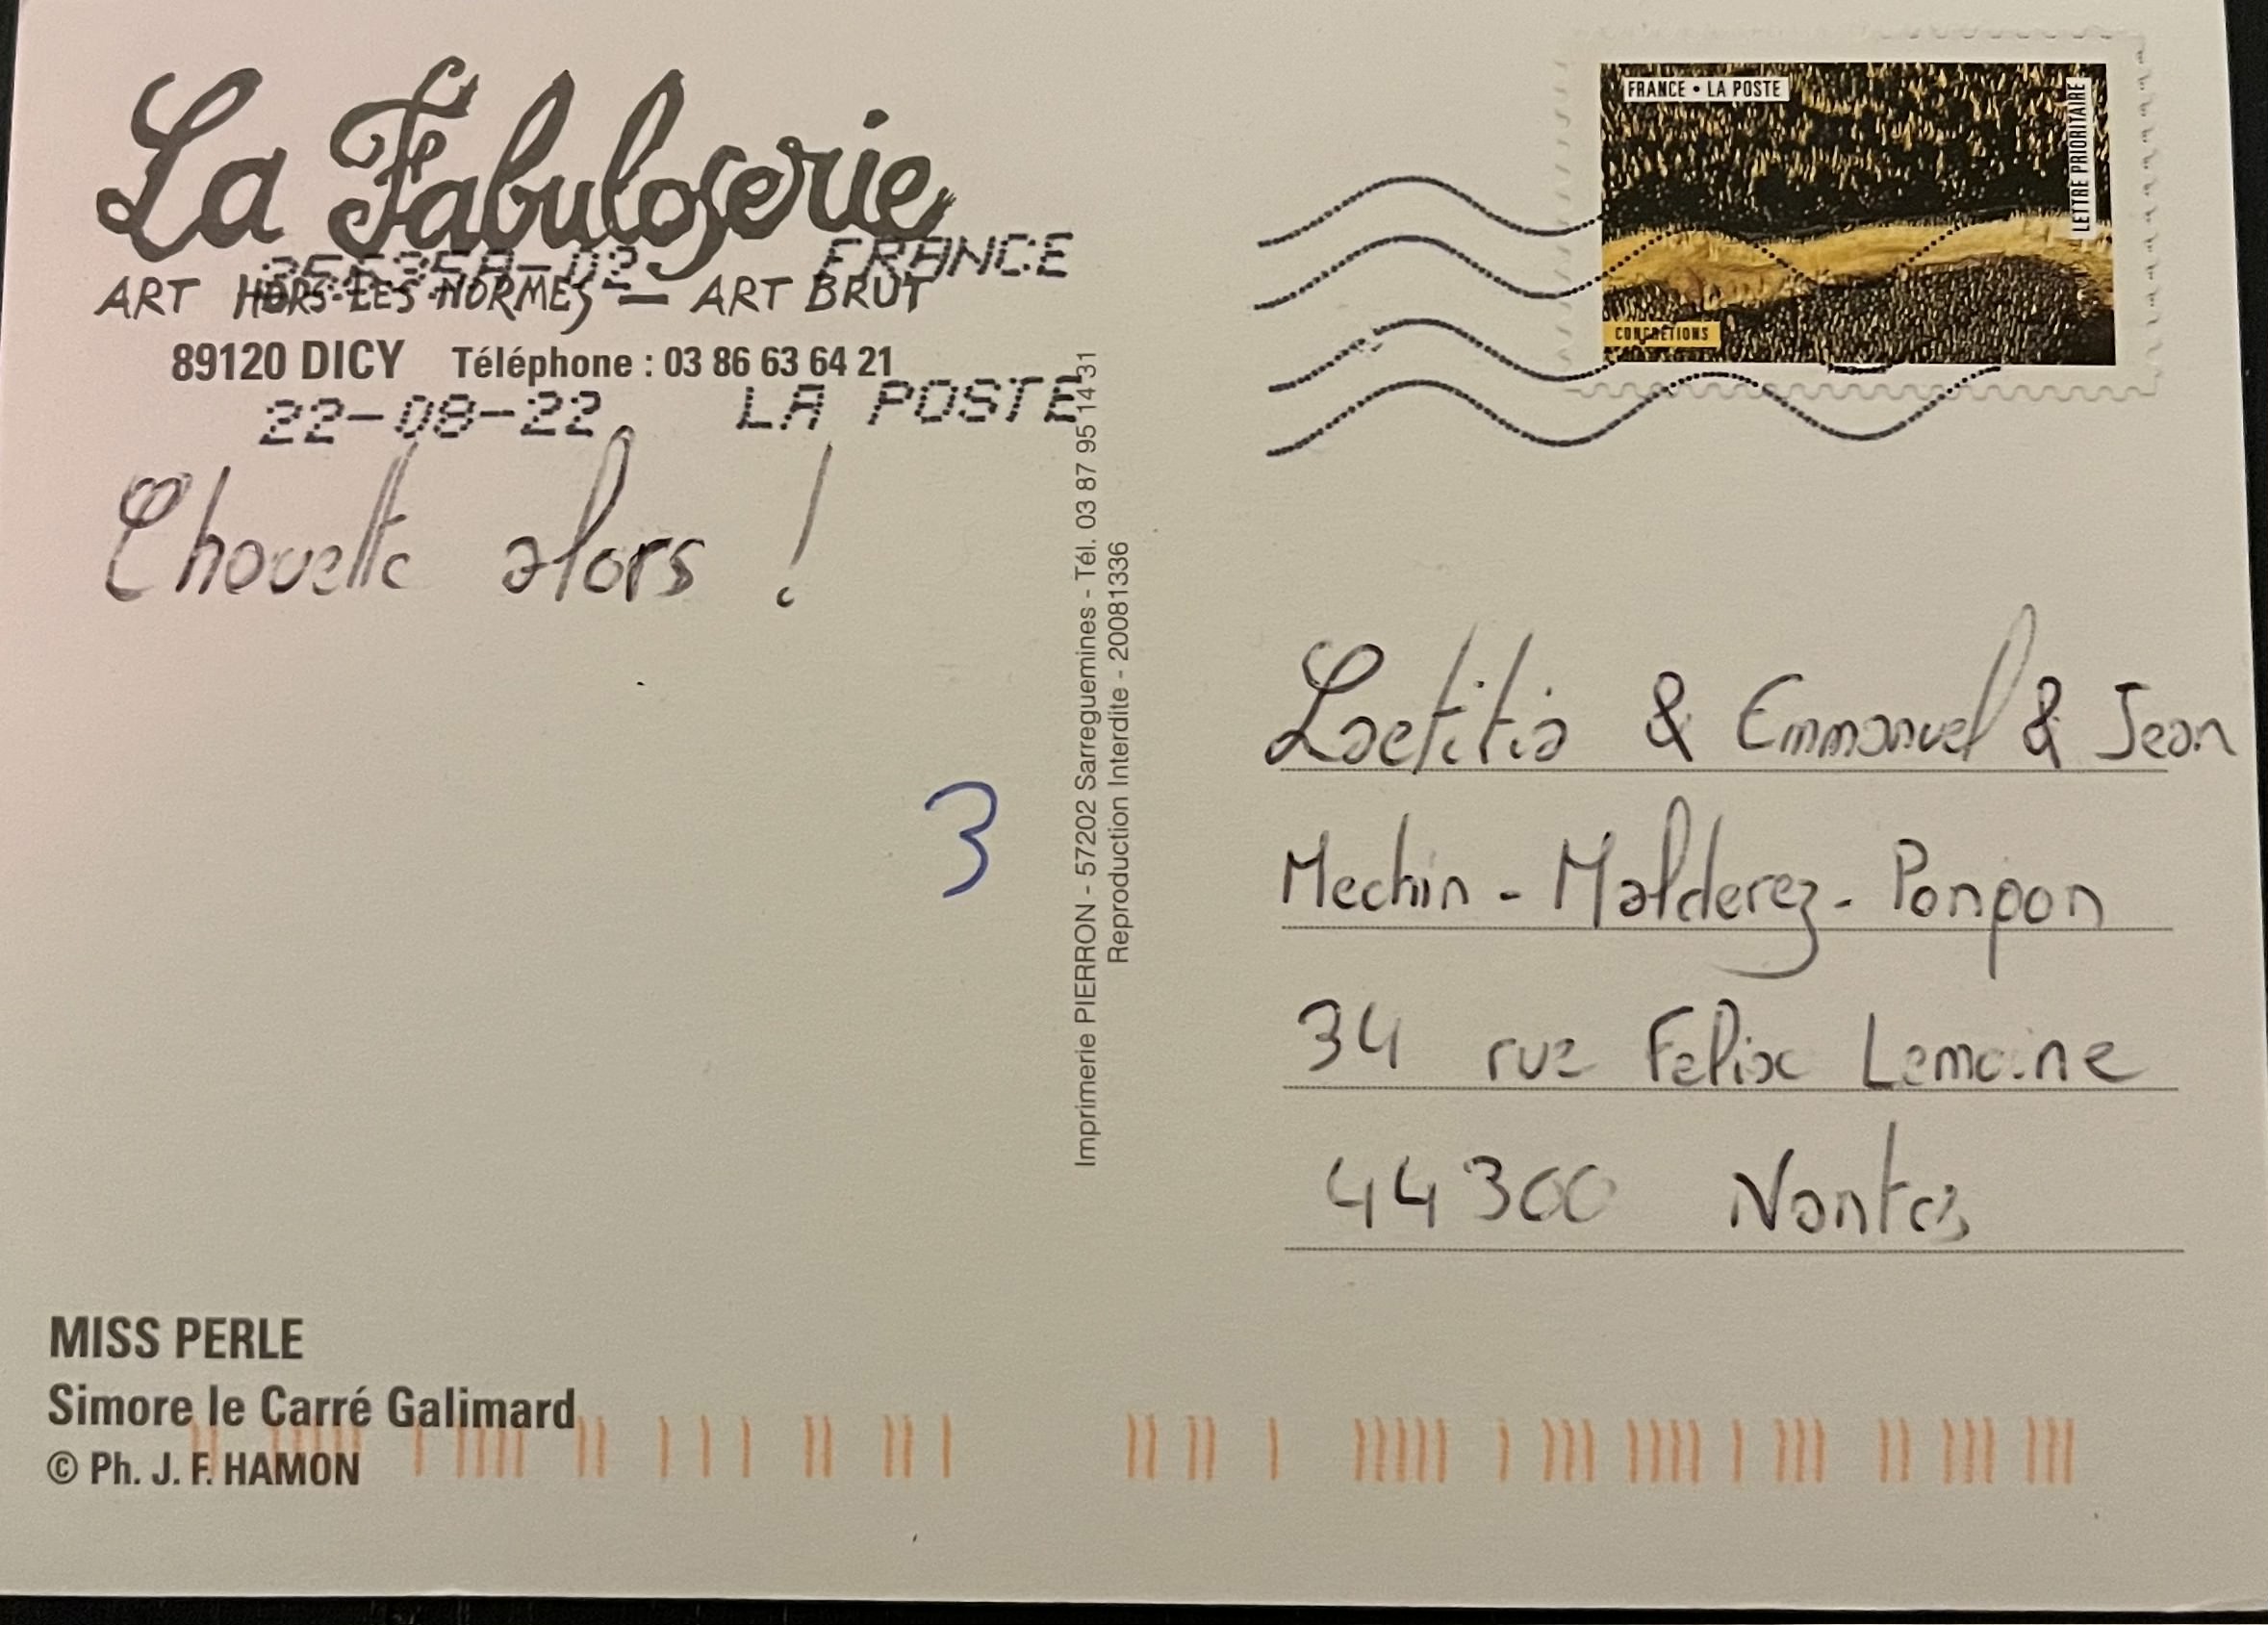 La Fabuloserie
ART HORS-LES NORMES — ART BRUT
FRANCE
89120 DICY Téléphone : 03 86 63 64 21
22-08-22 LA POSTE
Chouette alors !
3
MISS PERLE
Simore le Carré Galimard
© Ph. J. F. HAMON
Imprimerie PIERRON - 57202 Sarreguemines - Tél. 03 87 95 14 31
Reproduction Interdite - 20081336
FRANCE • LA POSTE
LETTRE PRIORITAIRE
CONCRÉTIONS
Laetitia & Emmanuel & Jean
Mechin - Malderez - Ponpon
34 rue Felix Lemoine
44300 Nantes